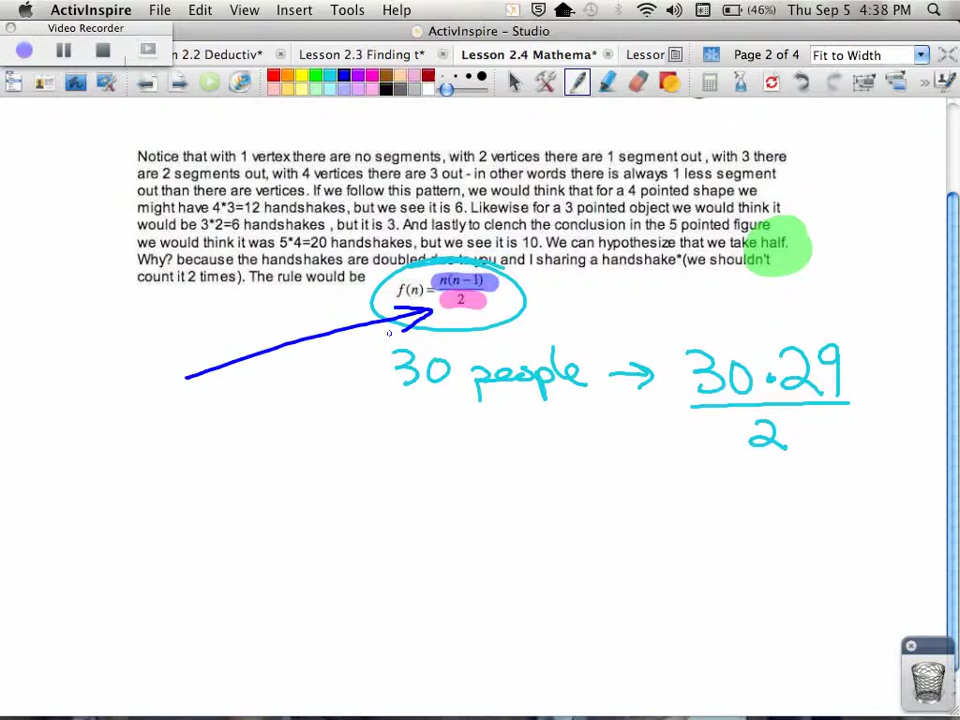 ActivInspire File Edit View Insert Tools Help (46%) Thu Sep 5 4:38 PM
Video Recorder
ActivInspire - Studio
2.2 Deductiv* Lesson 2.3 Finding t* Lesson 2.4 Mathema* Lessor Page 2 of 4 Fit to Width
Notice that with 1 vertex there are no segments, with 2 vertices there are 1 segment out , with 3 there
are 2 segments out, with 4 vertices there are 3 out - in other words there is always 1 less segment
out than there are vertices. If we follow this pattern, we would think that for a 4 pointed shape we
might have 4*3=12 handshakes, but we see it is 6. Likewise for a 3 pointed object we would think it
would be 3*2=6 handshakes , but it is 3. And lastly to clench the conclusion in the 5 pointed figure
we would think it was 5*4=20 handshakes, but we see it is 10. We can hypothesize that we take half.
Why? because the handshakes are doubled due to you and I sharing a handshake*(we shouldn't
count it 2 times). The rule would be
f(n)= n(n−1)
2
30 people → 30·29
2